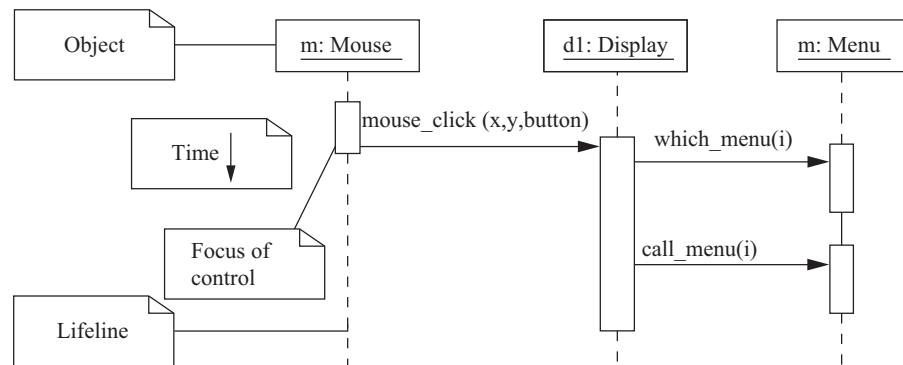 Object
m: Mouse
d1: Display
m: Menu
mouse_click (x,y,button)
Time
which_menu(i)
Focus of
control
call_menu(i)
Lifeline